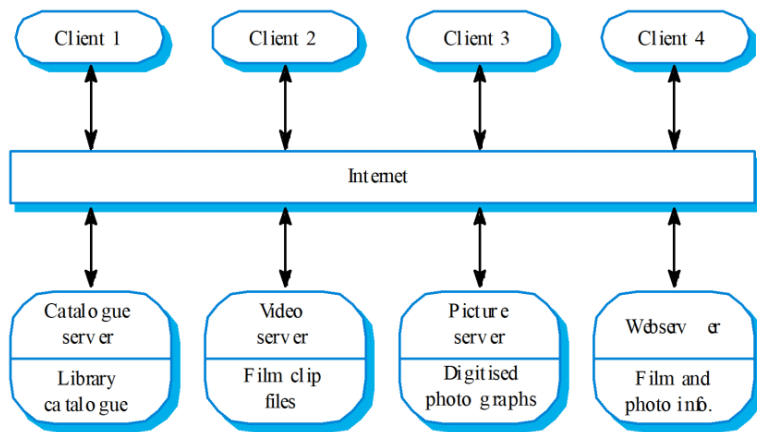 Client 1
Client 2
Client 3
Client 4
Internet
Catalogue
server
Library
catalogue
Video
server
Film clip
files
Picture
server
Digitised
photographs
Webserver
Film and
photo info.